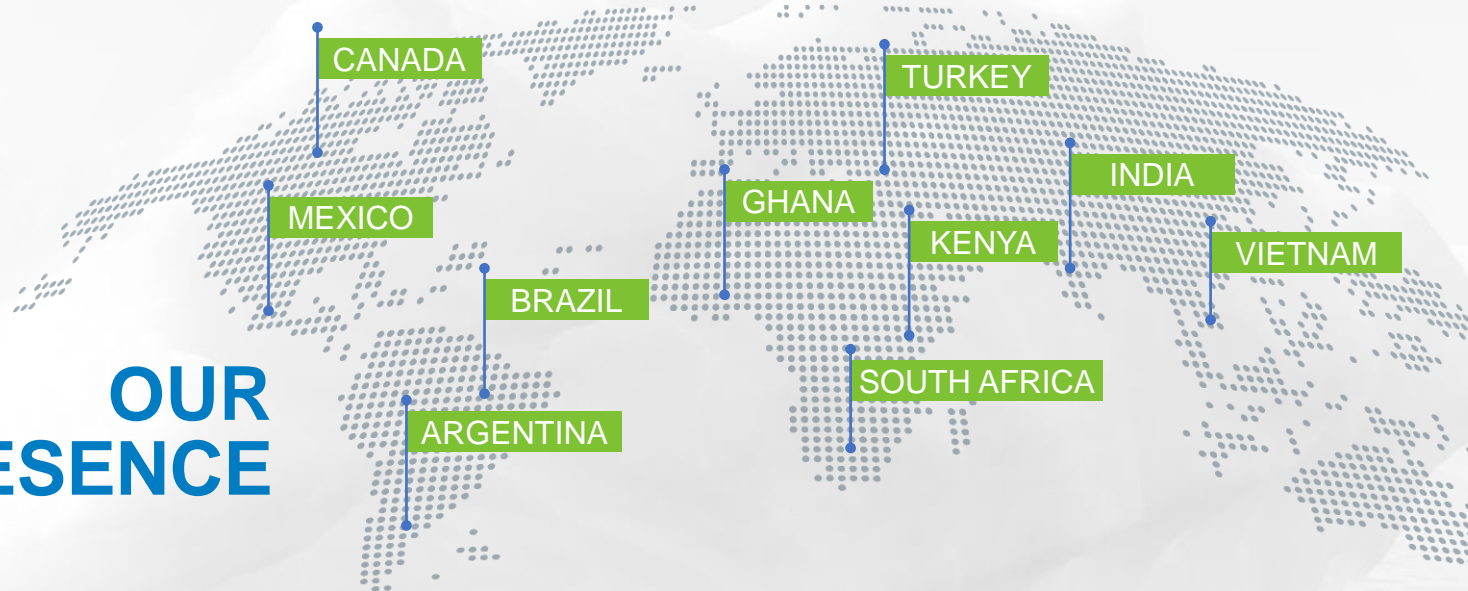 CANADA
TURKEY
INDIA
GHANA
MEXICO
KENYA
VIETNAM
BRAZIL
OUR
ESENCE
SOUTH AFRICA
ARGENTINA